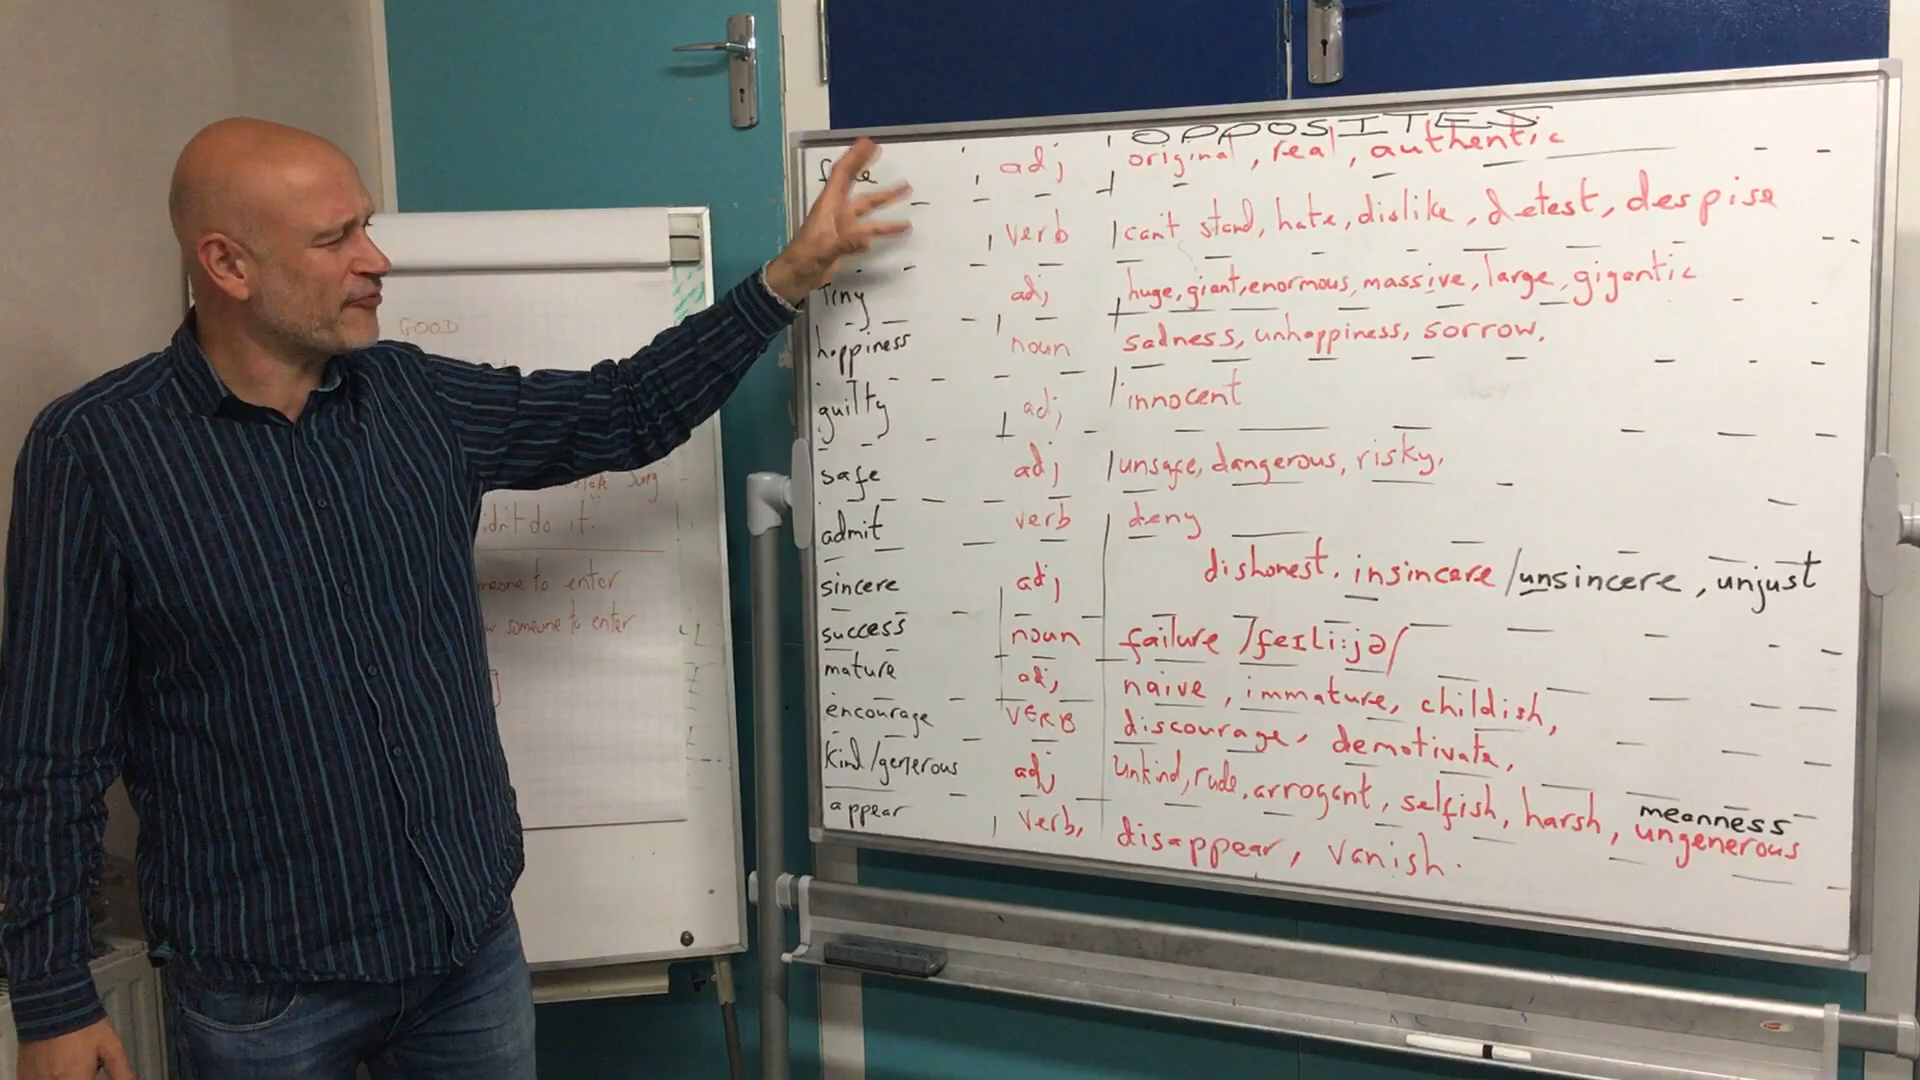 OPPOSITES
adj original, real, authentic
verb can't stand, hate, dislike, detest, despise
Tiny adj huge, giant, enormous, massive, large, gigantic
happiness noun sadness, unhappiness, sorrow.
guilty adj innocent
safe adj unsafe, dangerous, risky,
admit verb deny
sincere adj dishonest. insincere/unsincere, unjust
success noun failure /feɪli:jə/
mature adj naive, immature, childish,
encourage VERB discourage, demotivate,
kind/generous adj unkind, rude, arrogant, selfish, harsh, ungenerous
meanness
appear verb, disappear, vanish.
GOOD
didn't do it.
someone to enter
someone to enter